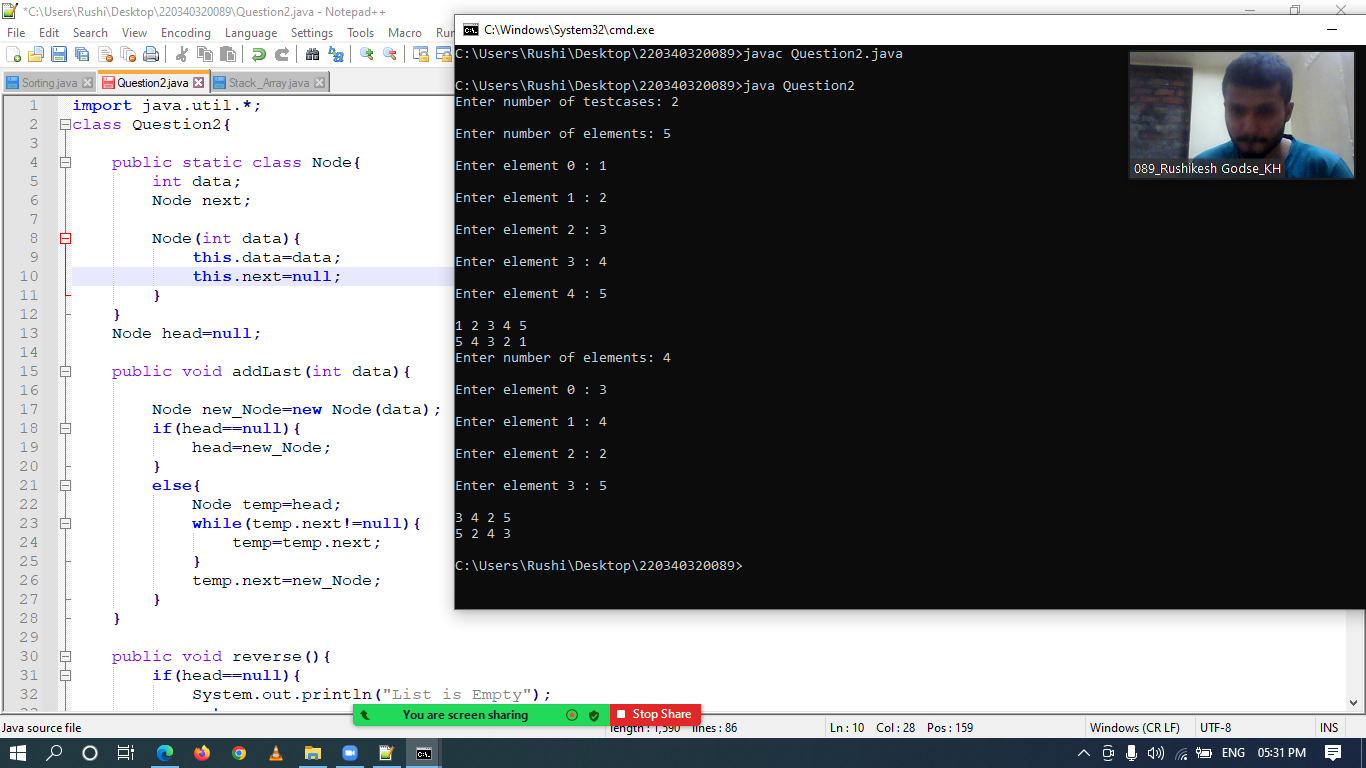 *C:\Users\Rushi\Desktop\220340320089\Question2.java - Notepad++
File Edit Search View Encoding Language Settings Tools Macro Run
Sorting.java Question2.java Stack_Array.java
1 import java.util.*;
2 class Question2{
3
4 public static class Node{
5 int data;
6 Node next;
7
8 Node(int data){
9 this.data=data;
10 this.next=null;
11 }
12 }
13 Node head=null;
14
15 public void addLast(int data){
16
17 Node new_Node=new Node(data);
18 if(head==null){
19 head=new_Node;
20 }
21 else{
22 Node temp=head;
23 while(temp.next!=null){
24 temp=temp.next;
25 }
26 temp.next=new_Node;
27 }
28 }
29
30 public void reverse(){
31 if(head==null){
32 System.out.println("List is Empty");
C:\Windows\System32\cmd.exe
C:\Users\Rushi\Desktop\220340320089>javac Question2.java
C:\Users\Rushi\Desktop\220340320089>java Question2
Enter number of testcases: 2
Enter number of elements: 5
Enter element 0 : 1
Enter element 1 : 2
Enter element 2 : 3
Enter element 3 : 4
Enter element 4 : 5
1 2 3 4 5
5 4 3 2 1
Enter number of elements: 4
Enter element 0 : 3
Enter element 1 : 4
Enter element 2 : 2
Enter element 3 : 5
3 4 2 5
5 2 4 3
C:\Users\Rushi\Desktop\220340320089>
089_Rushikesh Godse_KH
You are screen sharing Stop Share
Java source file length : 1,590 lines : 86 Ln : 10 Col : 28 Pos : 159 Windows (CR LF) UTF-8 INS
ENG 05:31 PM